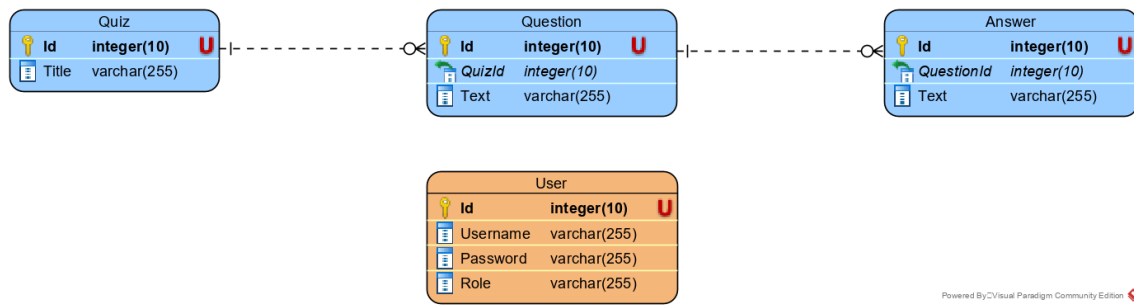 Quiz
Id integer(10) U
Title varchar(255)
Question
Id integer(10) U
QuizId integer(10)
Text varchar(255)
Answer
Id integer(10) U
QuestionId integer(10)
Text varchar(255)
User
Id integer(10) U
Username varchar(255)
Password varchar(255)
Role varchar(255)
Powered By Visual Paradigm Community Edition